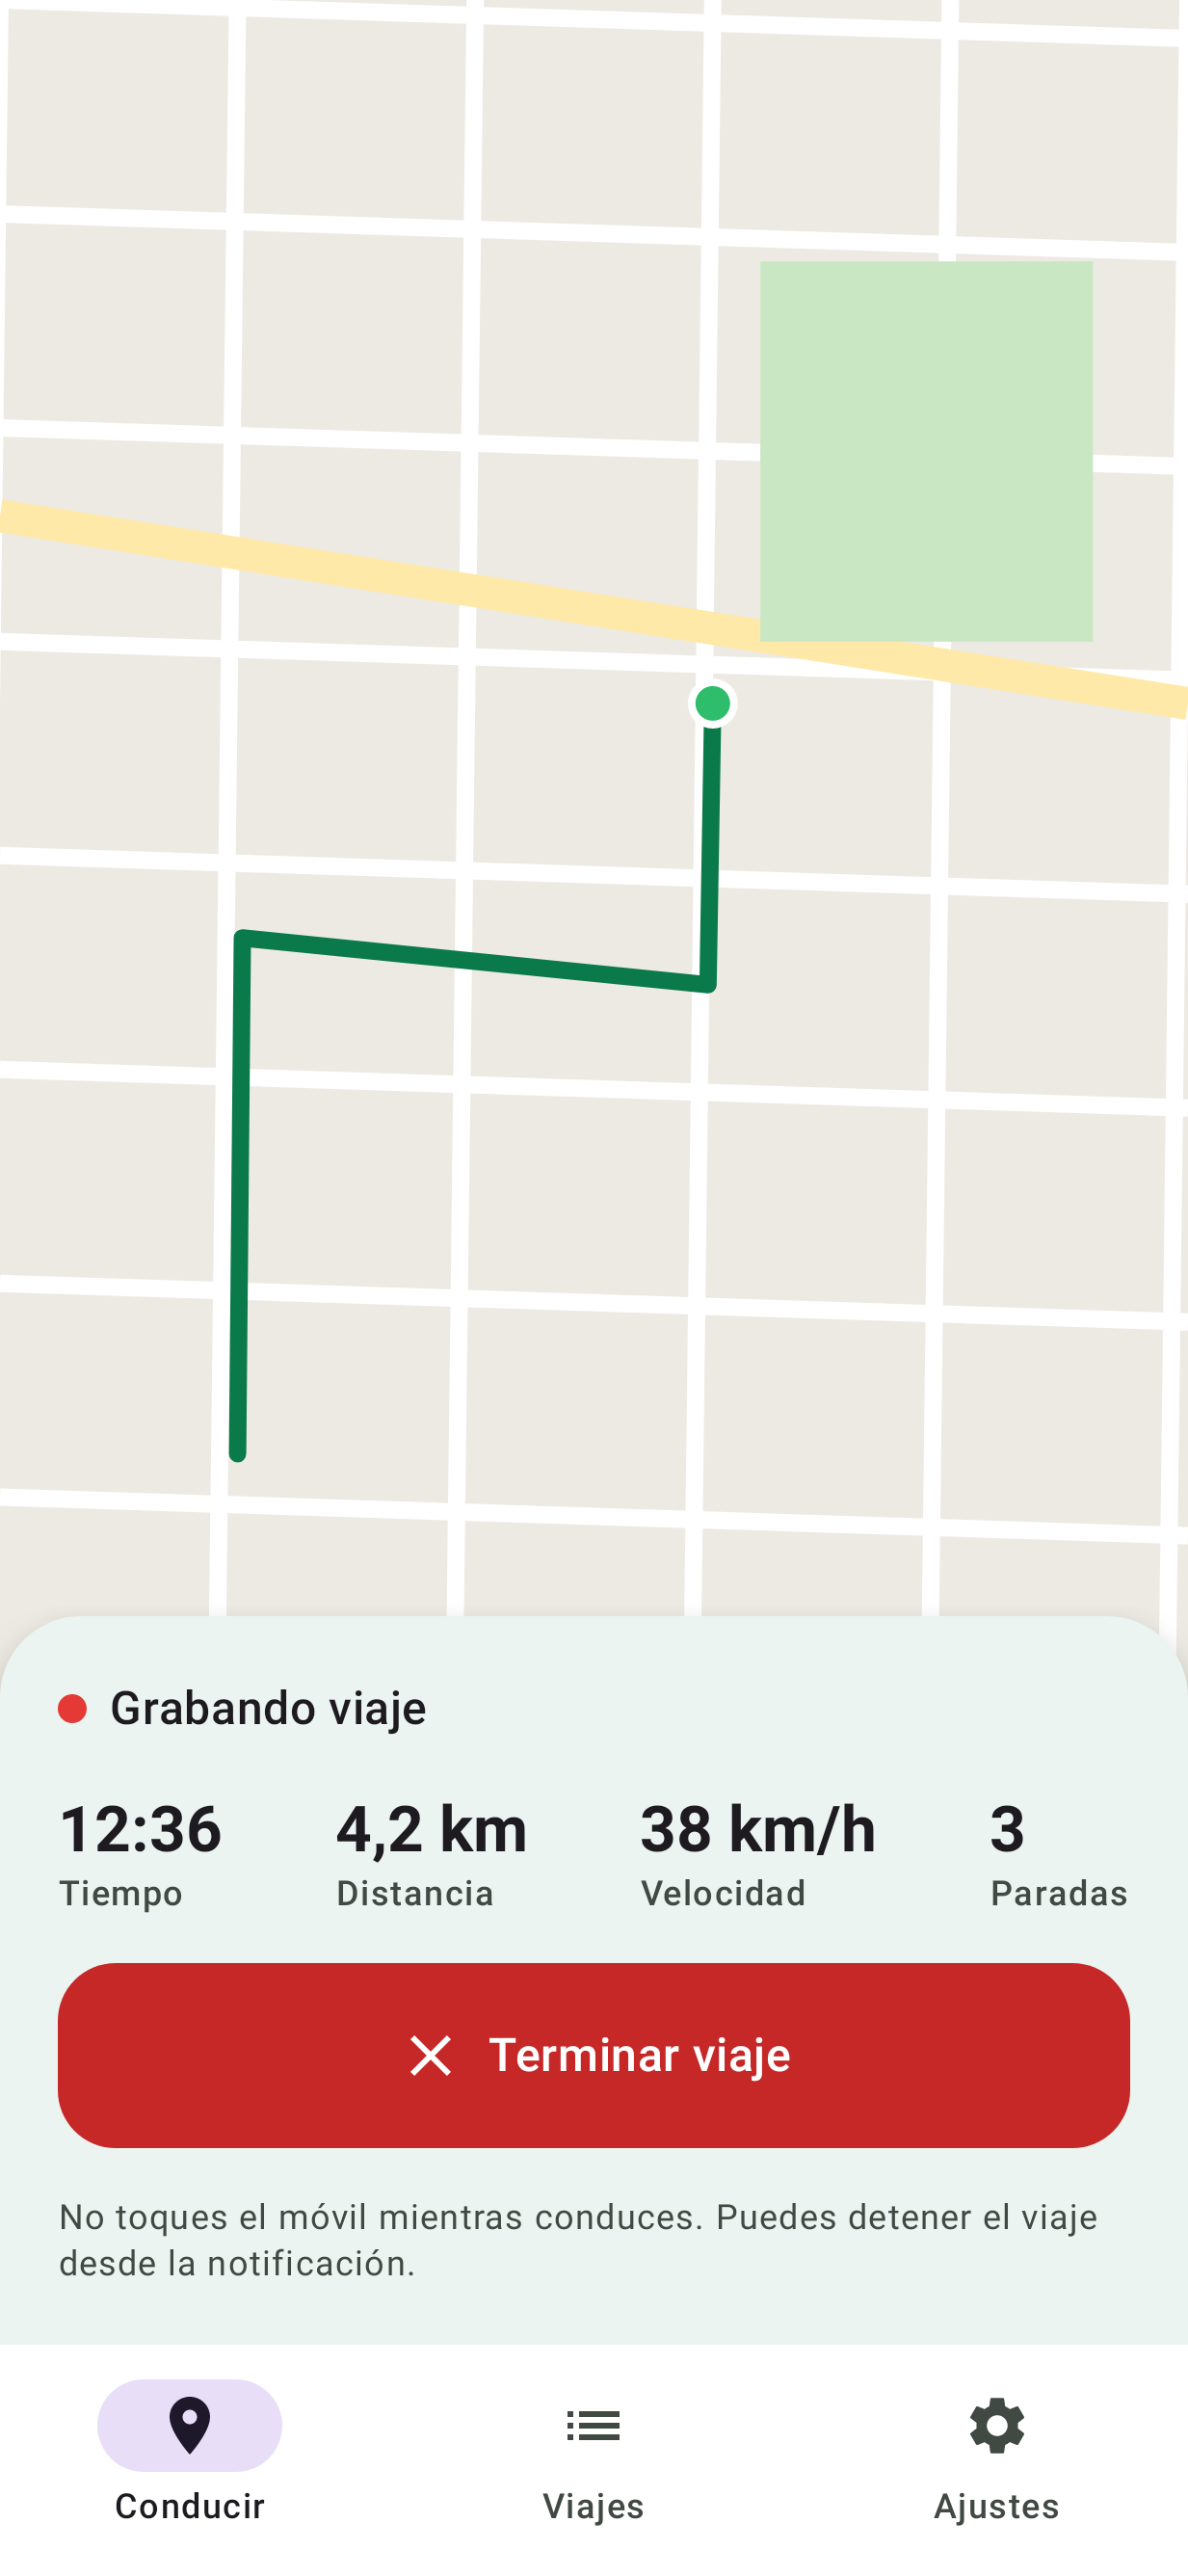 Grabando viaje
12:36 4,2 km 38 km/h 3
Tiempo Distancia Velocidad Paradas
Terminar viaje
No toques el móvil mientras conduces. Puedes detener el viaje
desde la notificación.
Conducir Viajes Ajustes